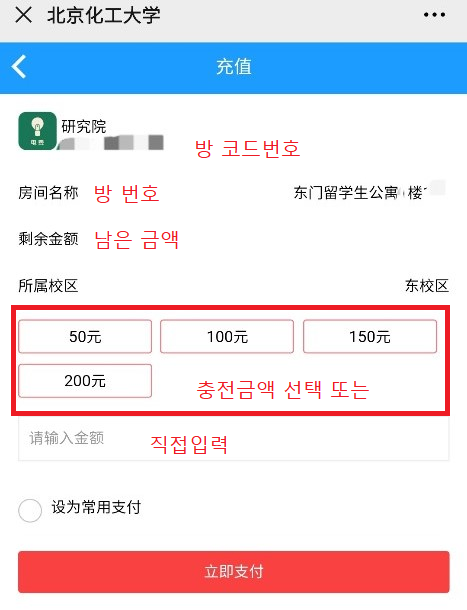 北京化工大学
充值
电费
研究院
방 코드번호
房间名称 방 번호 东门留学生公寓 楼
剩余金额 남은 금액
所属校区 东校区
50元 100元 150元
200元
충전금액 선택 또는
请输入金额 직접입력
设为常用支付
立即支付